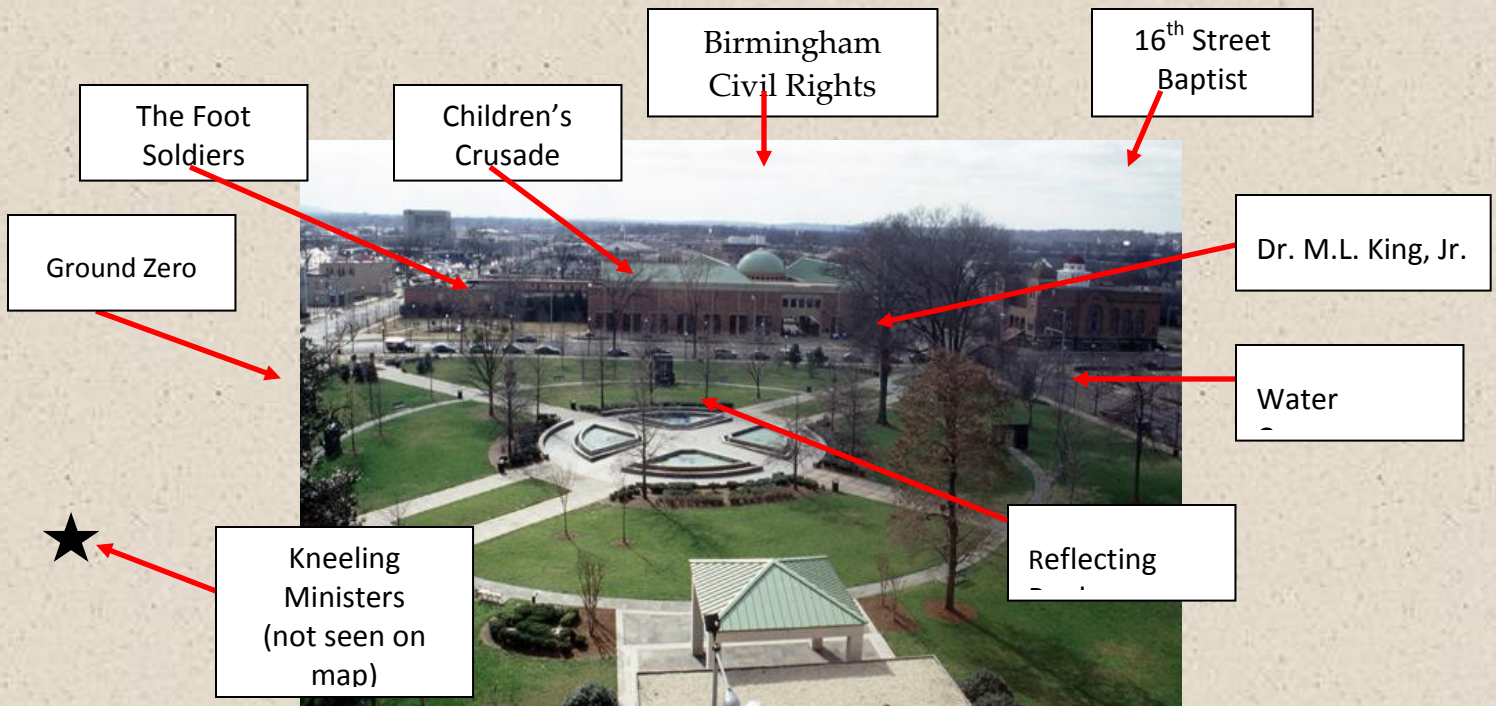 Birmingham
Civil Rights
16th Street
Baptist
The Foot
Soldiers
Children's
Crusade
Ground Zero
Dr. M.L. King, Jr.
Water
Reflecting
Kneeling
Ministers
(not seen on
map)